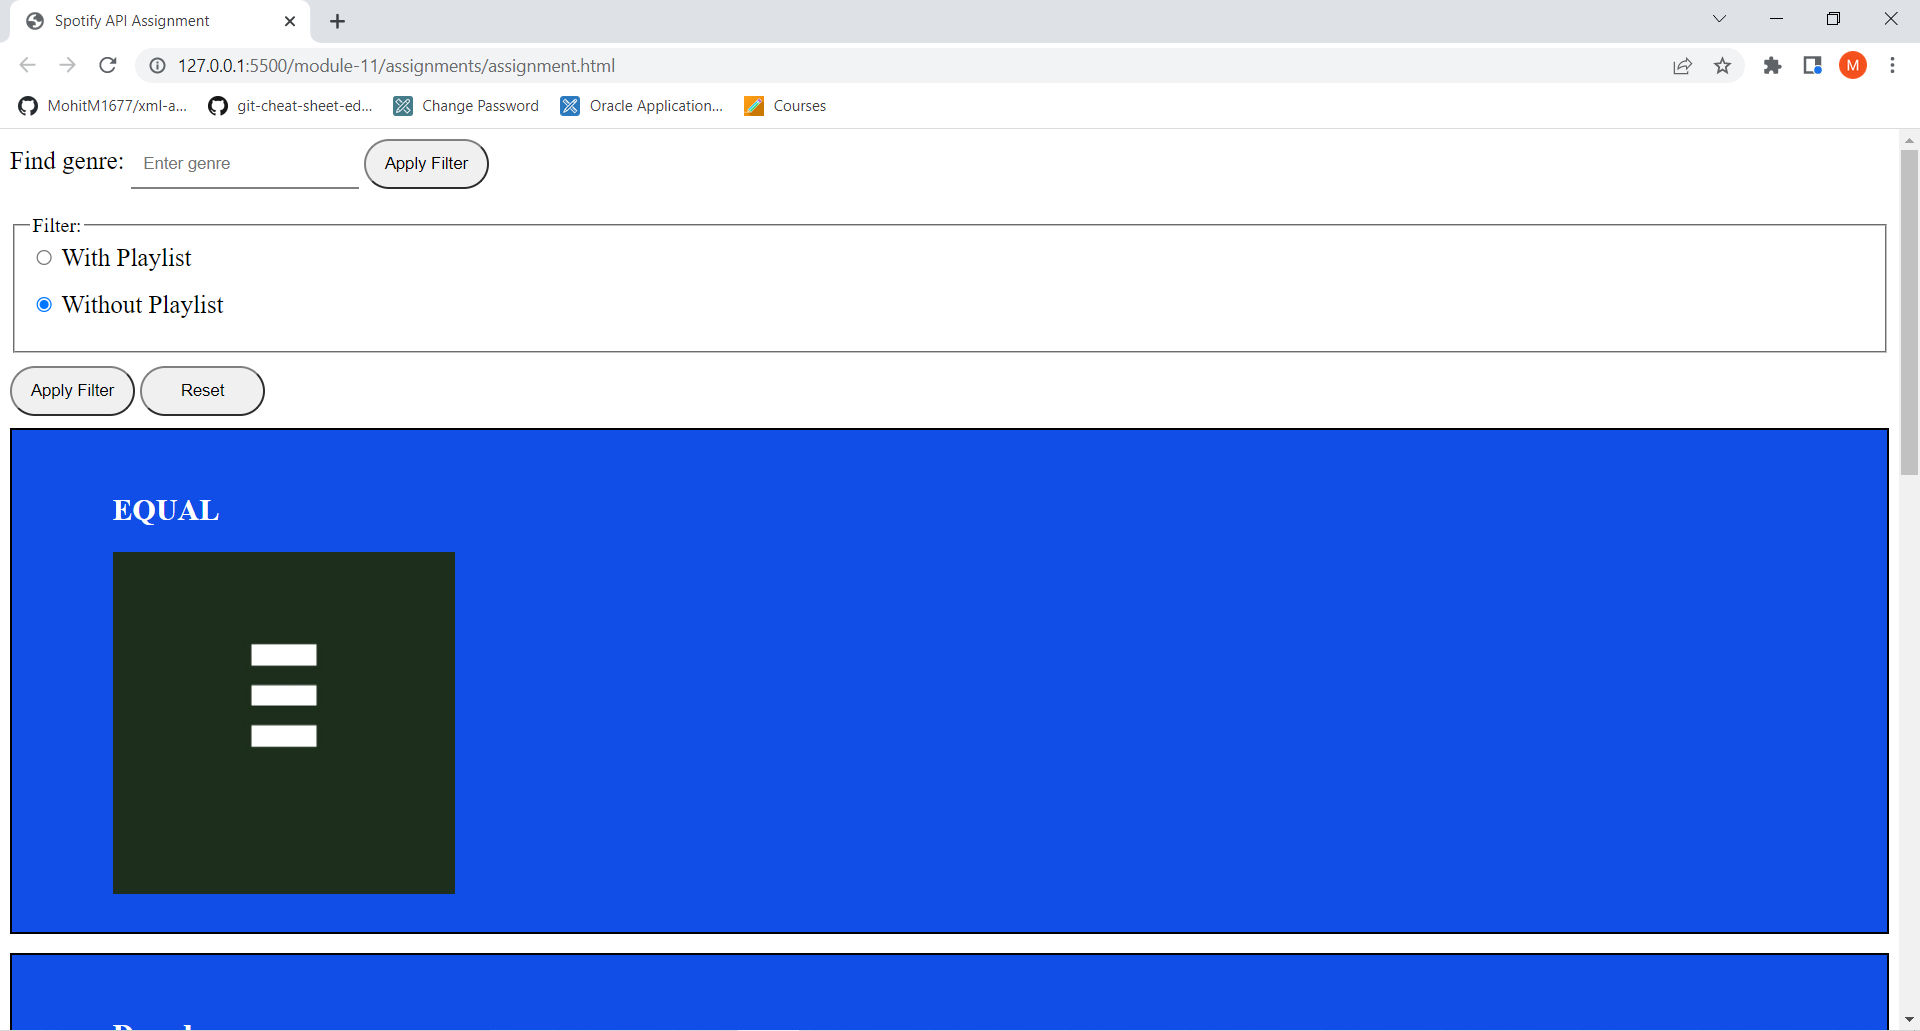 Spotify API Assignment
127.0.0.1:5500/module-11/assignments/assignment.html
M
MohitM1677/xml-a... git-cheat-sheet-ed... Change Password Oracle Application... Courses
Find genre: Enter genre Apply Filter
Filter:
With Playlist
Without Playlist
Apply Filter Reset
EQUAL